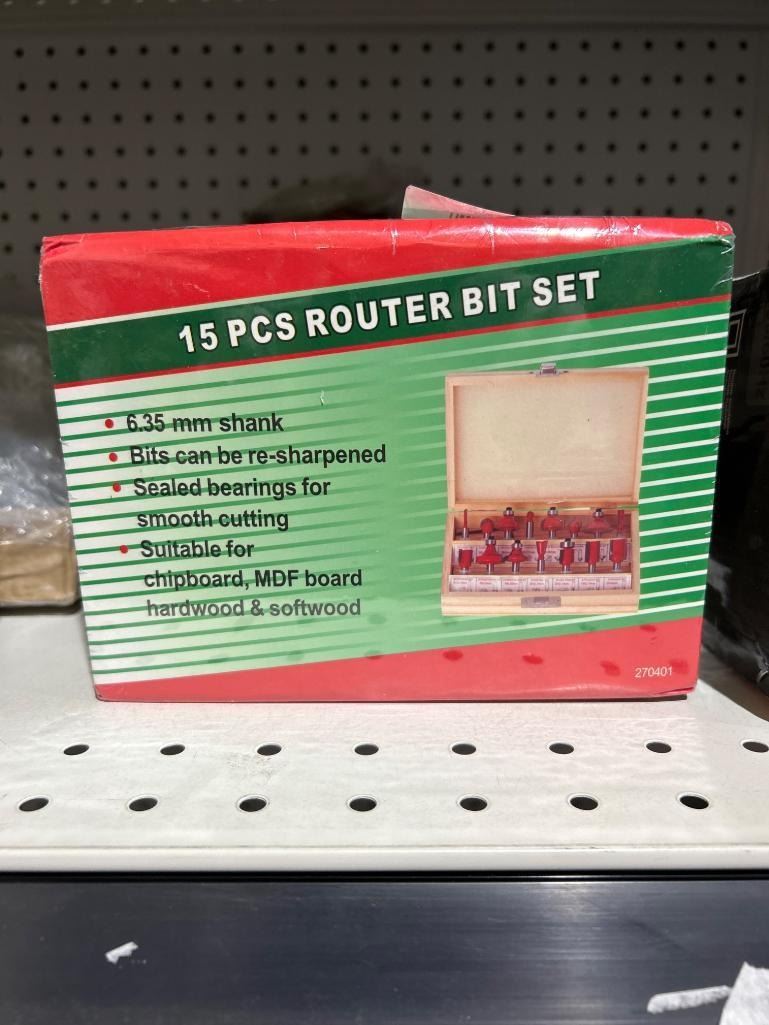 15 PCS ROUTER BIT SET
• 6.35 mm shank
• Bits can be re-sharpened
• Sealed bearings for
smooth cutting
• Suitable for
chipboard, MDF board
hardwood & softwood
270401